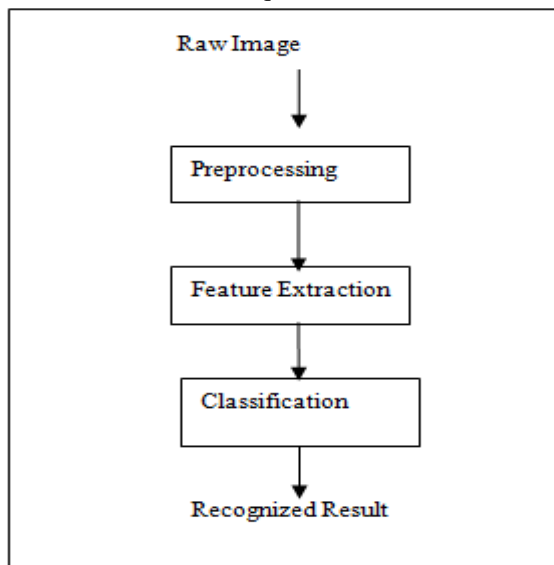 Raw Image
Preprocessing
Feature Extraction
Classification
Recognized Result